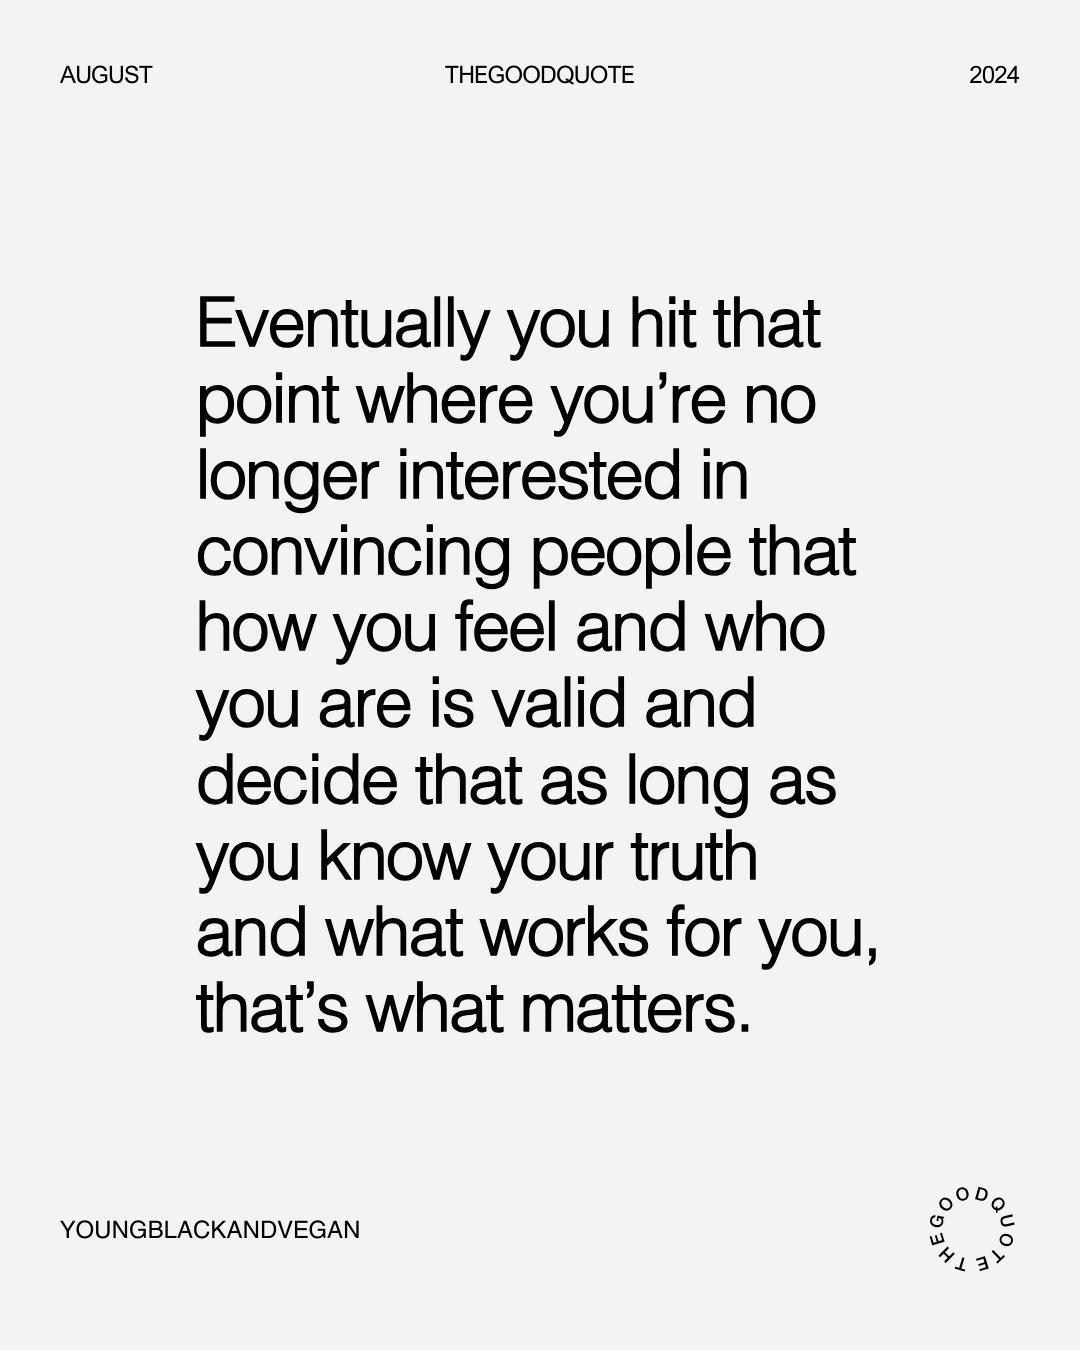 AUGUST THEGOODQUOTE 2024
Eventually you hit that
point where you’re no
longer interested in
convincing people that
how you feel and who
you are is valid and
decide that as long as
you know your truth
and what works for you,
that’s what matters.
YOUNGBLACKANDVEGAN
THEGOODQUOTE